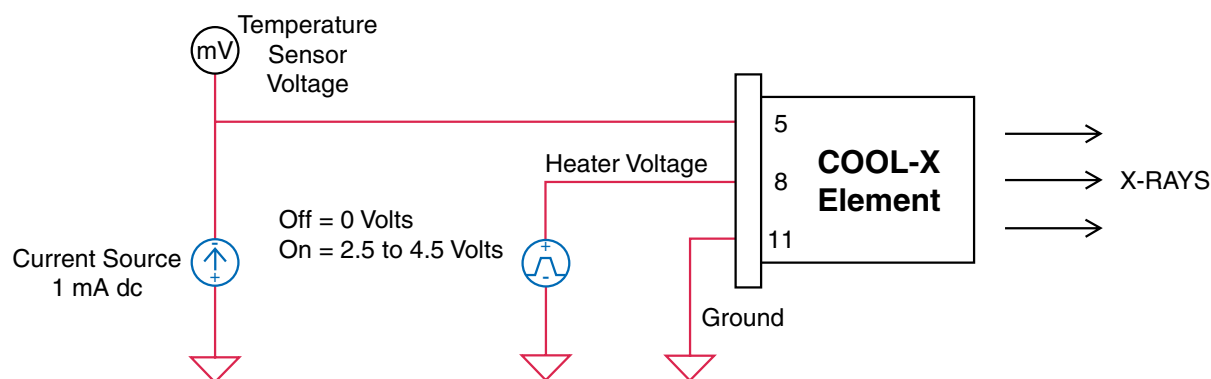 Temperature
Sensor
Voltage
mV
5
COOL-X
Element
8
11
Heater Voltage
X-RAYS
Off = 0 Volts
On = 2.5 to 4.5 Volts
+
-
Current Source
1 mA dc
-
+
Ground